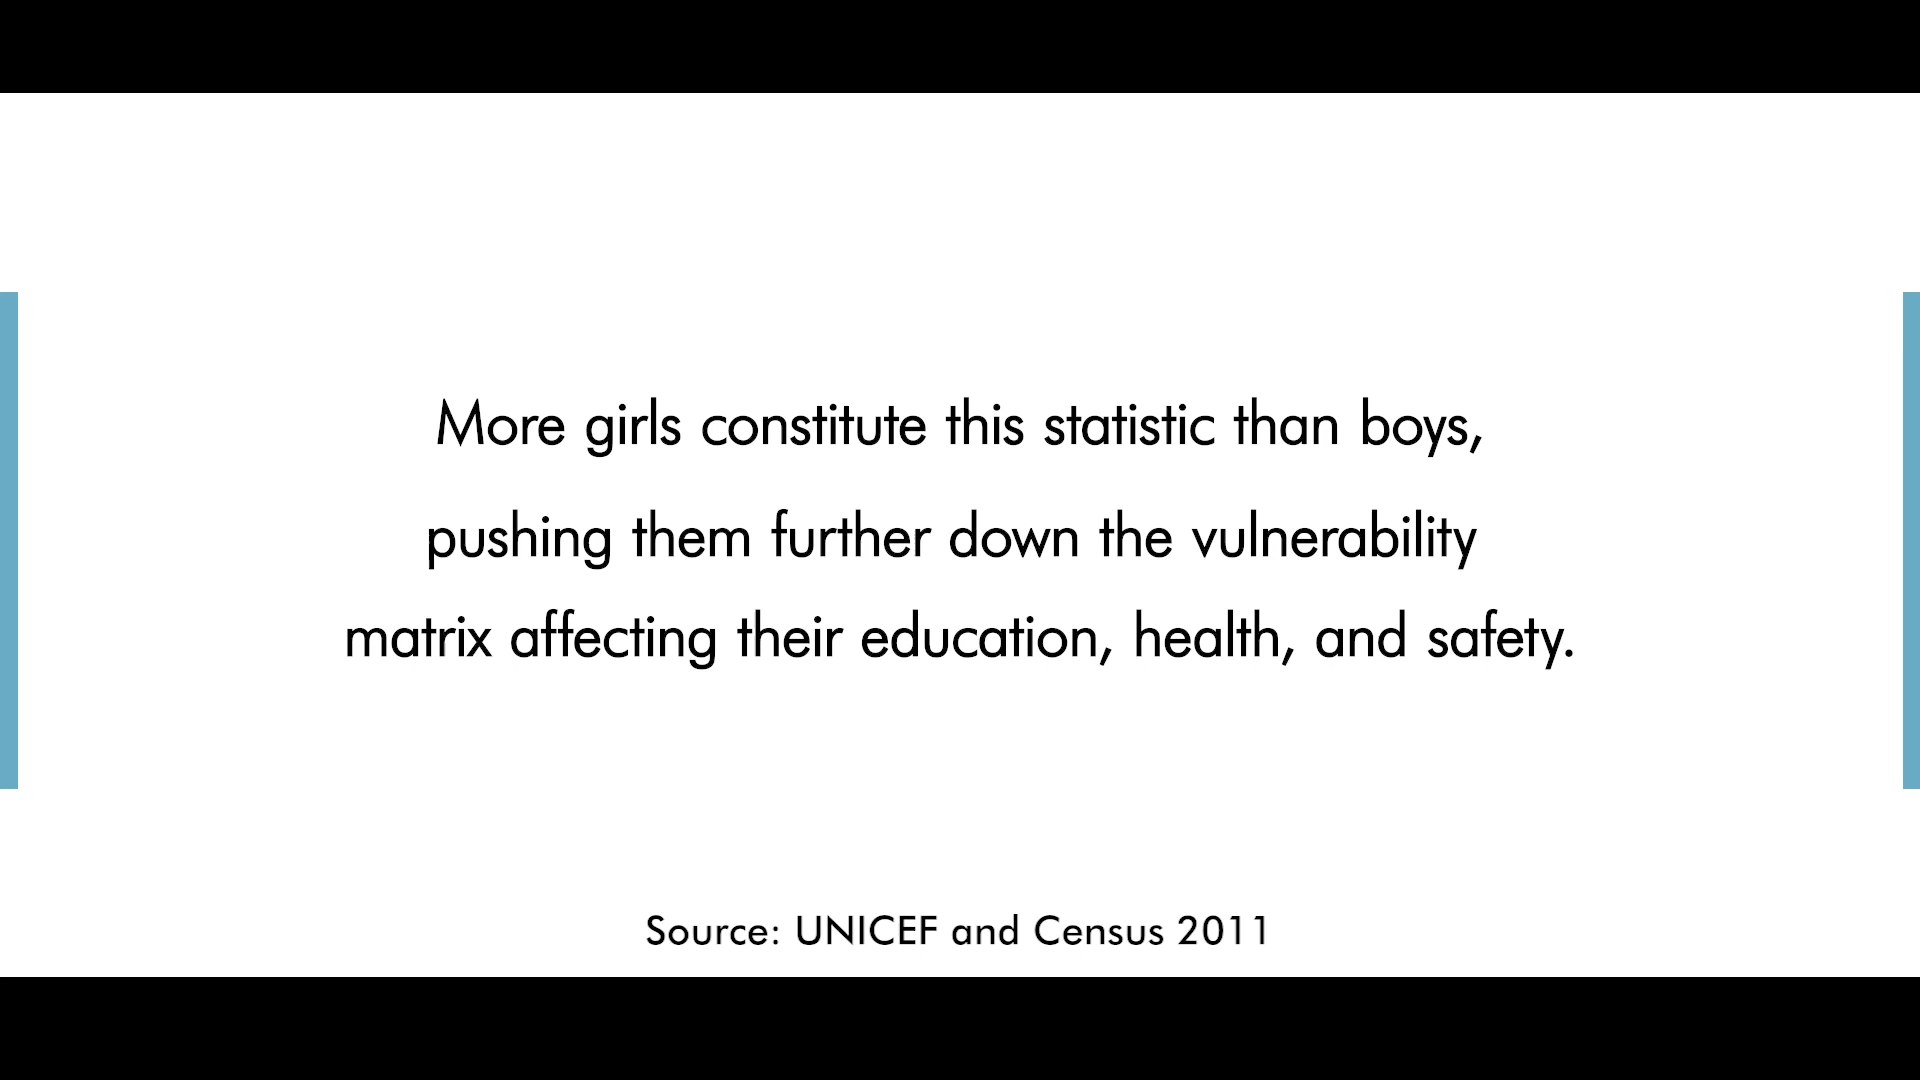 More girls constitute this statistic than boys,
pushing them further down the vulnerability
matrix affecting their education, health, and safety.
Source: UNICEF and Census 2011